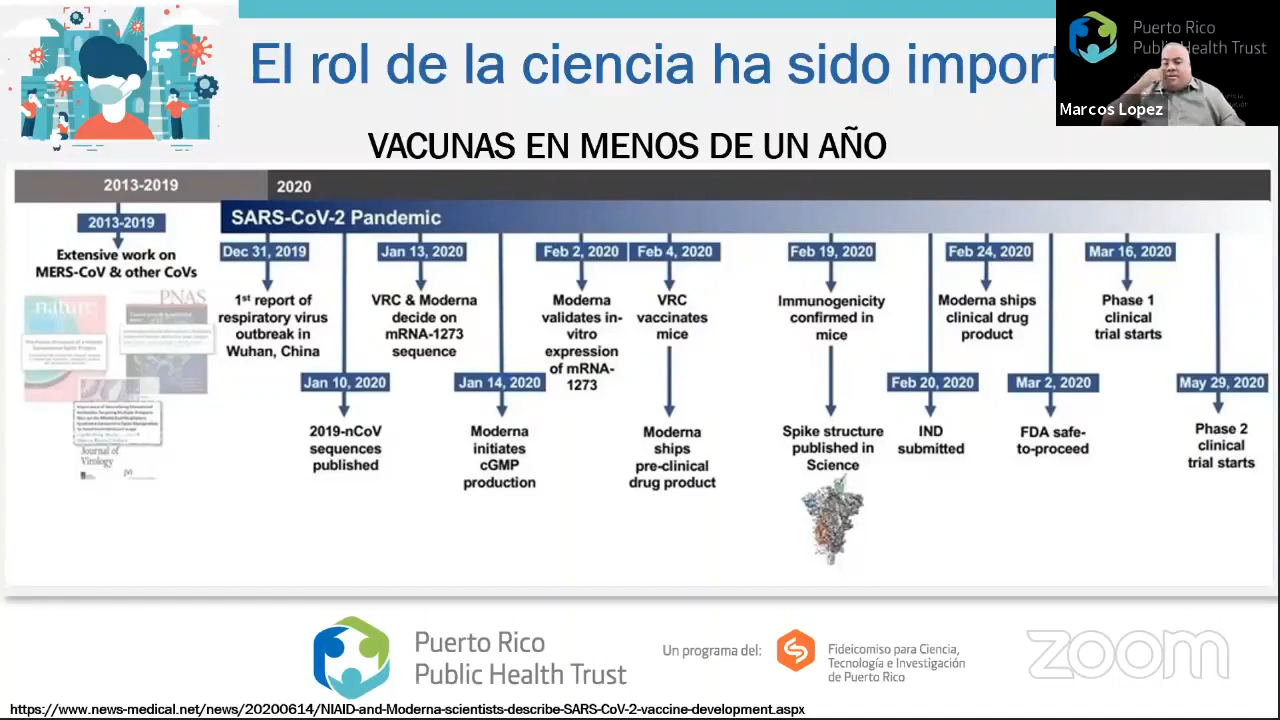 El rol de la ciencia ha sido import
Puerto Rico
Public Health Trust
Marcos Lopez
VACUNAS EN MENOS DE UN AÑO
2013-2019
2020
SARS-CoV-2 Pandemic
2013-2019
Extensive work on
MERS-CoV & other CoVs
nature
PNAS
Journal of
Virology
Dec 31, 2019
1st report of
respiratory virus
outbreak in
Wuhan, China
Jan 10, 2020
2019-nCoV
sequences
published
Jan 13, 2020
VRC & Moderna
decide on
mRNA-1273
sequence
Jan 14, 2020
Moderna
initiates
cGMP
production
Feb 2, 2020
Moderna
validates in-
vitro
expression
of mRNA-
1273
Feb 4, 2020
VRC
vaccinates
mice
Moderna
ships
pre-clinical
drug product
Feb 19, 2020
Immunogenicity
confirmed in
mice
Spike structure
published in
Science
Feb 20, 2020
IND
submitted
Feb 24, 2020
Moderna ships
clinical drug
product
Mar 2, 2020
FDA safe-
to-proceed
Mar 16, 2020
Phase 1
clinical
trial starts
May 29, 2020
Phase 2
clinical
trial starts
Puerto Rico
Public Health Trust
Un programa del:
Fideicomiso para Ciencia,
Tecnología e Investigación
de Puerto Rico
zoom
https://www.news-medical.net/news/20200614/NIAID-and-Moderna-scientists-describe-SARS-CoV-2-vaccine-development.aspx